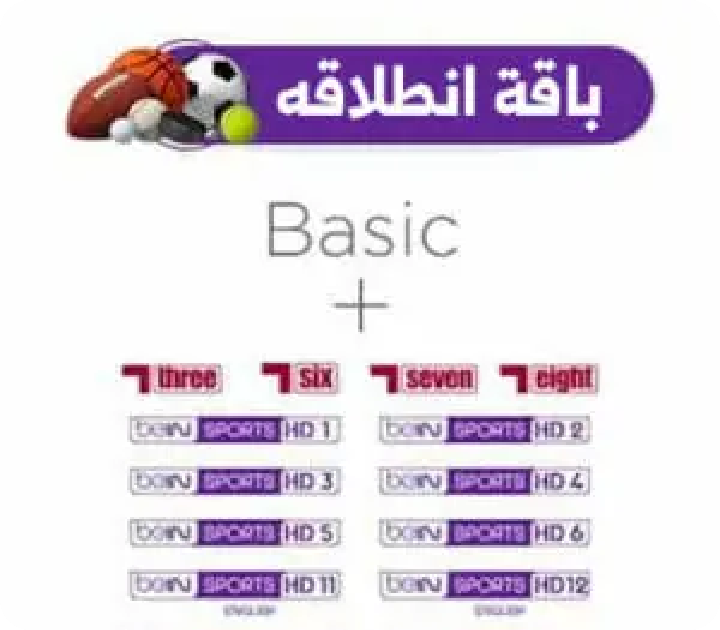 باقة انطلاقه
Basic
+
three six seven eight
beIN SPORTS HD 1 beIN SPORTS HD 2
beIN SPORTS HD 3 beIN SPORTS HD 4
beIN SPORTS HD 5 beIN SPORTS HD 6
beIN SPORTS HD 11 beIN SPORTS HD12
ENGLISH ENGLISH